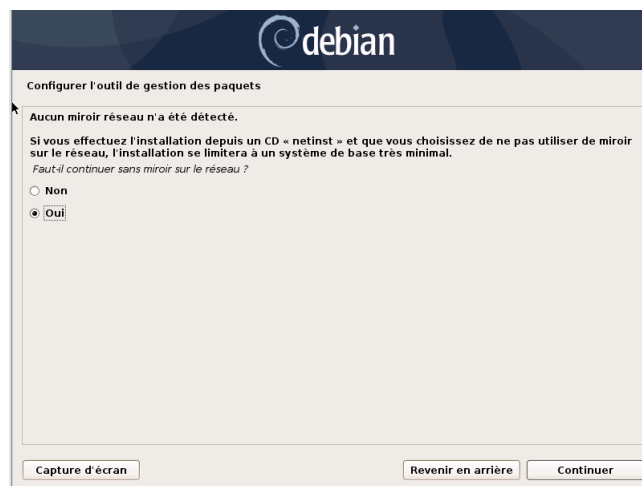 debian
Configurer l'outil de gestion des paquets
Aucun miroir réseau n'a été détecté.
Si vous effectuez l'installation depuis un CD « netinst » et que vous choisissez de ne pas utiliser de miroir
sur le réseau, l'installation se limitera à un système de base très minimal.
Faut-il continuer sans miroir sur le réseau ?
Non
Oui
Capture d'écran
Revenir en arrière
Continuer